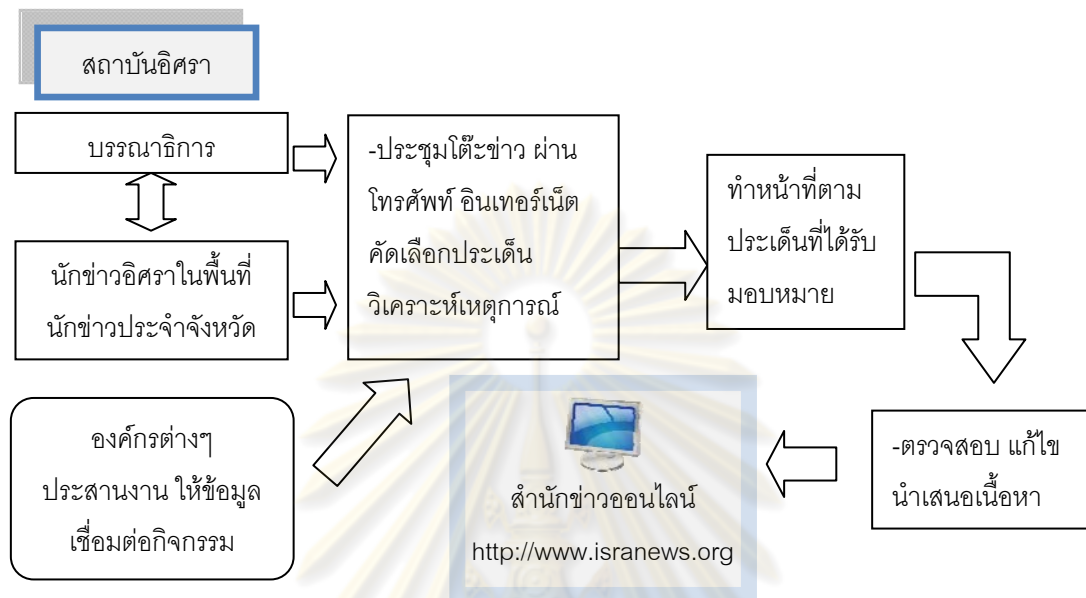 สถาบันอิศรา
บรรณาธิการ
นักข่าวอิศราในพื้นที่
นักข่าวประจำจังหวัด
องค์กรต่างๆ
ประสานงาน ให้ข้อมูล
เชื่อมต่อกิจกรรม
-ประชุมโต๊ะข่าว ผ่าน
โทรศัพท์ อินเทอร์เน็ต
คัดเลือกประเด็น
วิเคราะห์เหตุการณ์
ทำหน้าที่ตาม
ประเด็นที่ได้รับ
มอบหมาย
-ตรวจสอบ แก้ไข
นำเสนอเนื้อหา
สำนักข่าวออนไลน์
http://www.isranews.org